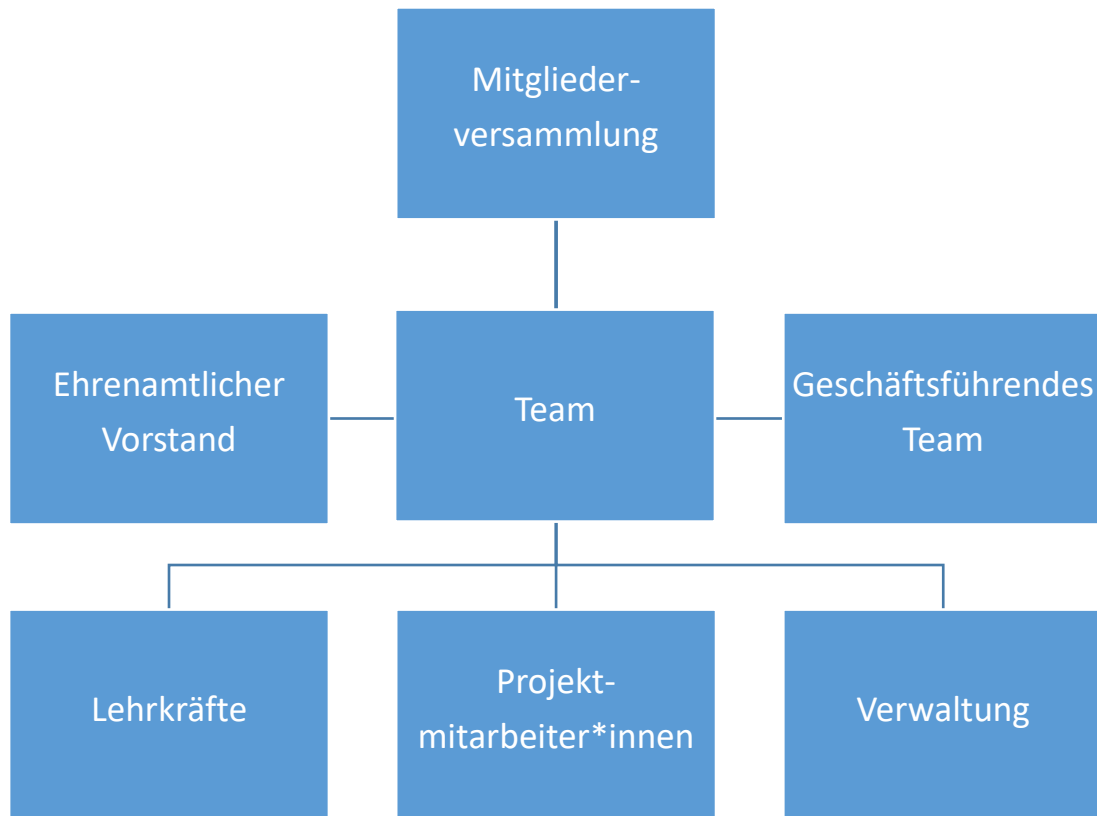 Mitglieder-
versammlung
Ehrenamtlicher
Vorstand
Team
Geschäftsführendes
Team
Lehrkräfte
Projekt-
mitarbeiter*innen
Verwaltung